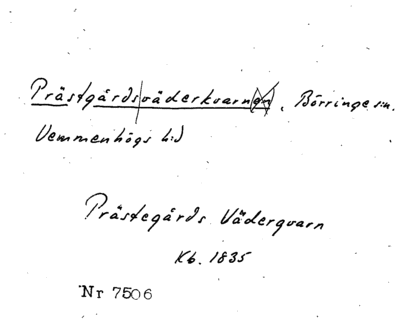 Prästgårdsväderkvarnen, Börringe sn.
Vemmenhögs hd
Prästegårds Väderqvarn
Kb. 1835
Nr 7506